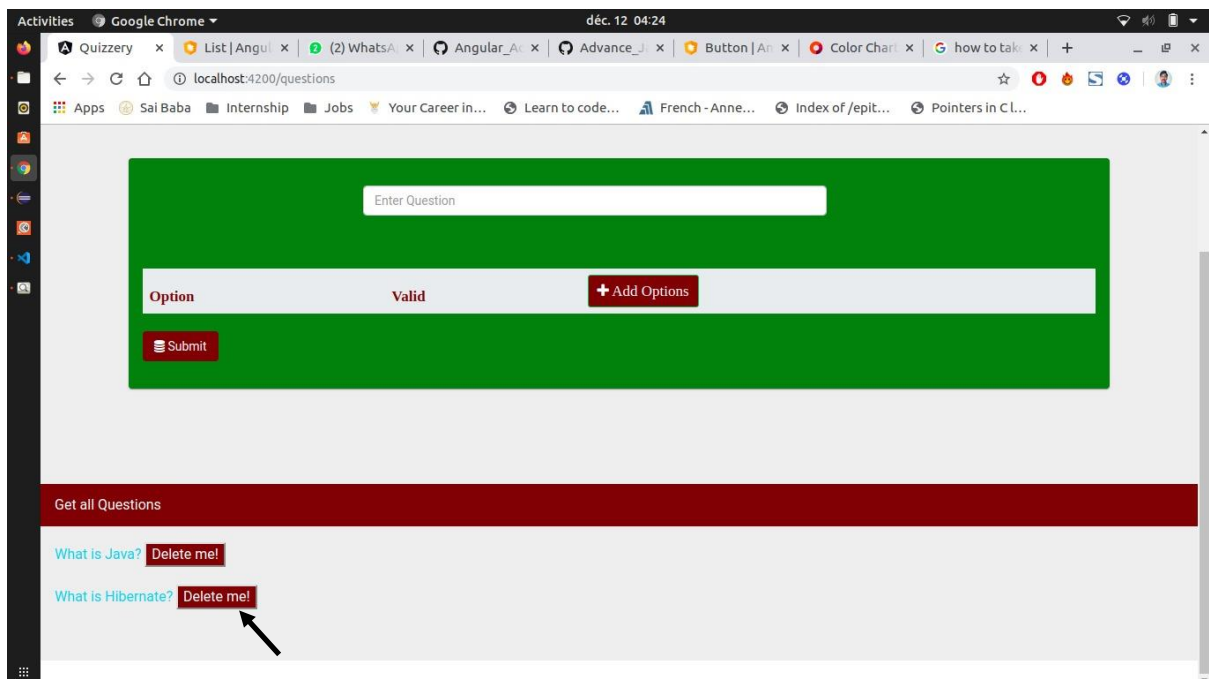 Activities Google Chrome déc. 12 04:24
Quizzery List | Angul (2) WhatsA Angular_Ac Advance_J Button | An Color Chart how to take
localhost:4200/questions
Apps Sai Baba Internship Jobs Your Career in... Learn to code... French - Anne... Index of /epit... Pointers in C l...
Enter Question
Option Valid Add Options
Submit
Get all Questions
What is Java? Delete me!
What is Hibernate? Delete me!